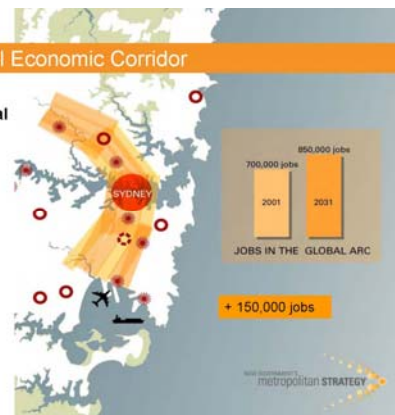 l Economic Corridor
al
SYDNEY
850,000 jobs
700,000 jobs
2001
2031
JOBS IN THE GLOBAL ARC
+ 150,000 jobs
metropolitan STRATEGY